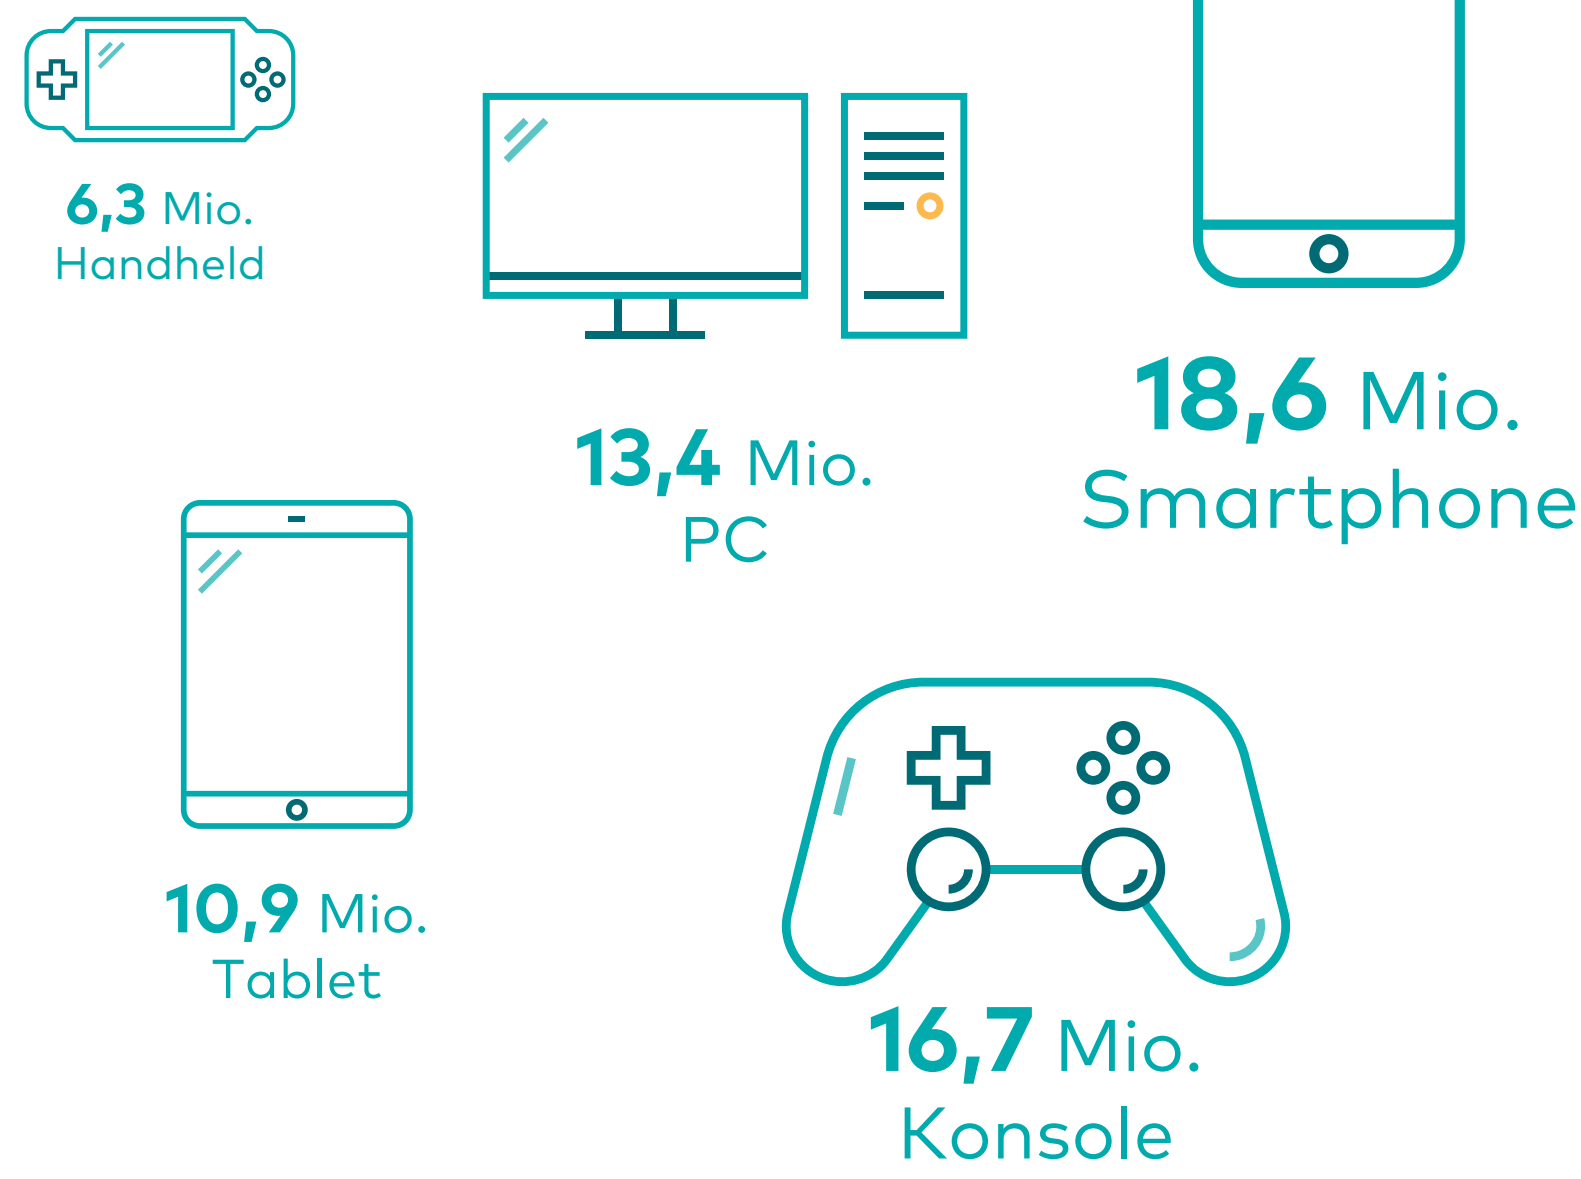 6,3 Mio.
Handheld
13,4 Mio.
PC
18,6 Mio.
Smartphone
10,9 Mio.
Tablet
16,7 Mio.
Konsole